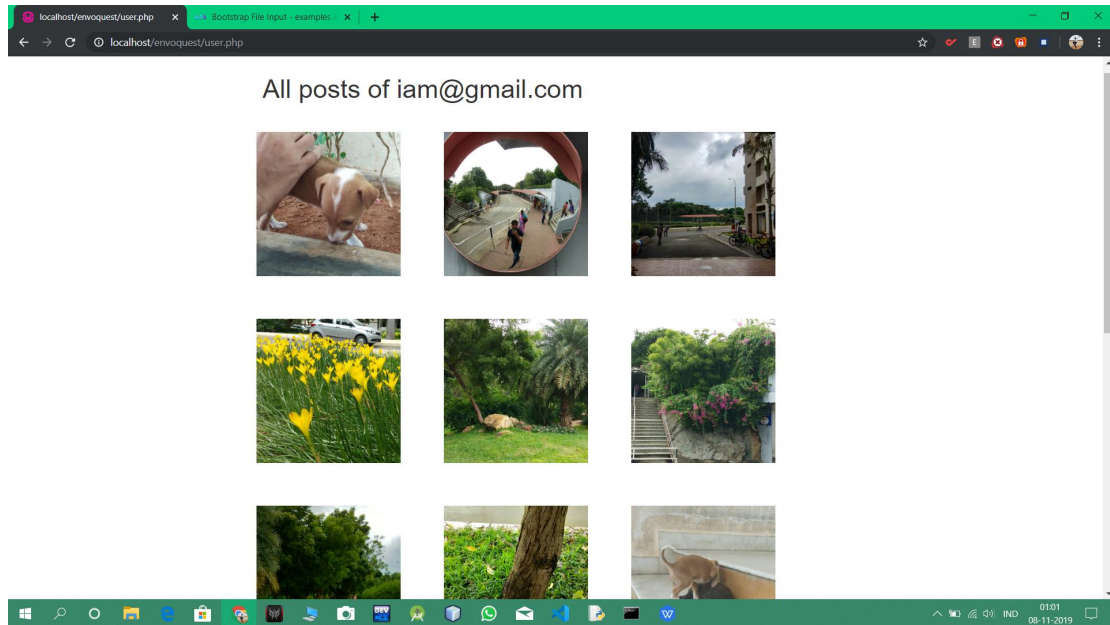 localhost/envoquest/user.php
Bootstrap File Input - examples &
localhost/envoquest/user.php
E
All posts of iam@gmail.com
DEV
W
IND
01:01
08-11-2019